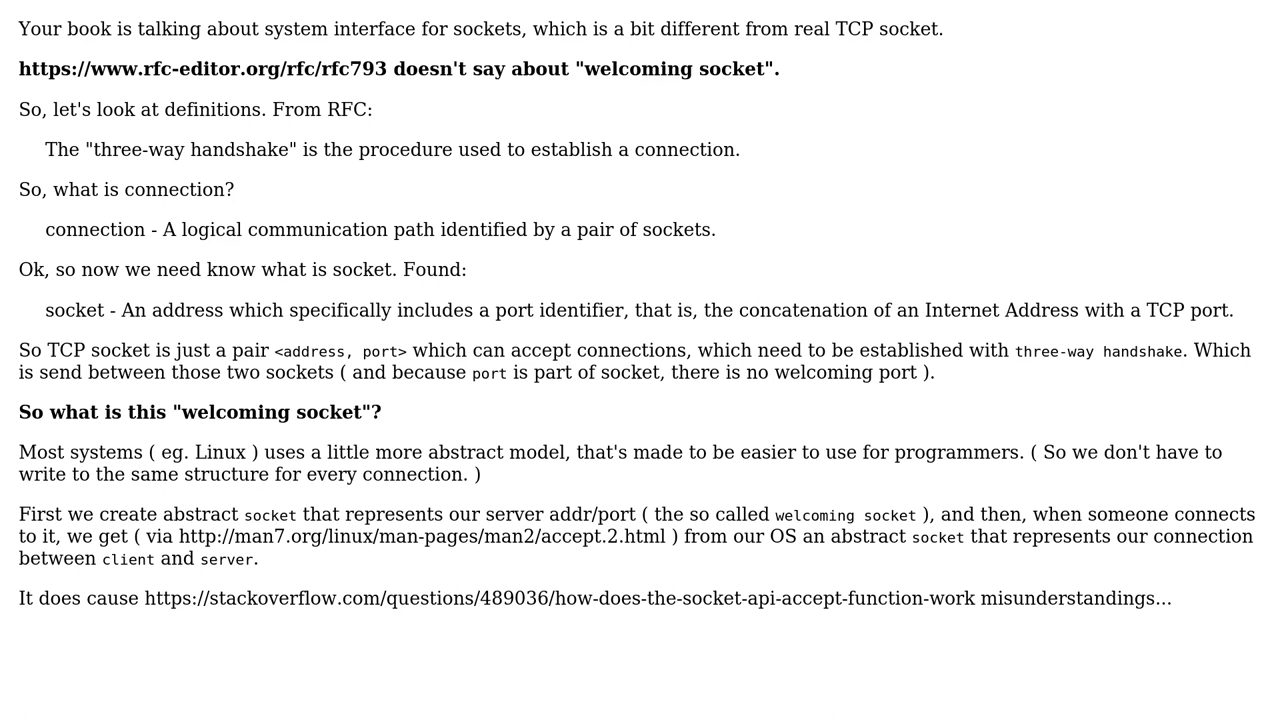 Your book is talking about system interface for sockets, which is a bit different from real TCP socket.
https://www.rfc-editor.org/rfc/rfc793 doesn't say about "welcoming socket".
So, let's look at definitions. From RFC:
The "three-way handshake" is the procedure used to establish a connection.
So, what is connection?
connection - A logical communication path identified by a pair of sockets.
Ok, so now we need know what is socket. Found:
socket - An address which specifically includes a port identifier, that is, the concatenation of an Internet Address with a TCP port.
So TCP socket is just a pair <address, port> which can accept connections, which need to be established with three-way handshake. Which
is send between those two sockets ( and because port is part of socket, there is no welcoming port ).
So what is this "welcoming socket"?
Most systems ( eg. Linux ) uses a little more abstract model, that's made to be easier to use for programmers. ( So we don't have to
write to the same structure for every connection. )
First we create abstract socket that represents our server addr/port ( the so called welcoming socket ), and then, when someone connects
to it, we get ( via http://man7.org/linux/man-pages/man2/accept.2.html ) from our OS an abstract socket that represents our connection
between client and server.
It does cause https://stackoverflow.com/questions/489036/how-does-the-socket-api-accept-function-work misunderstandings...